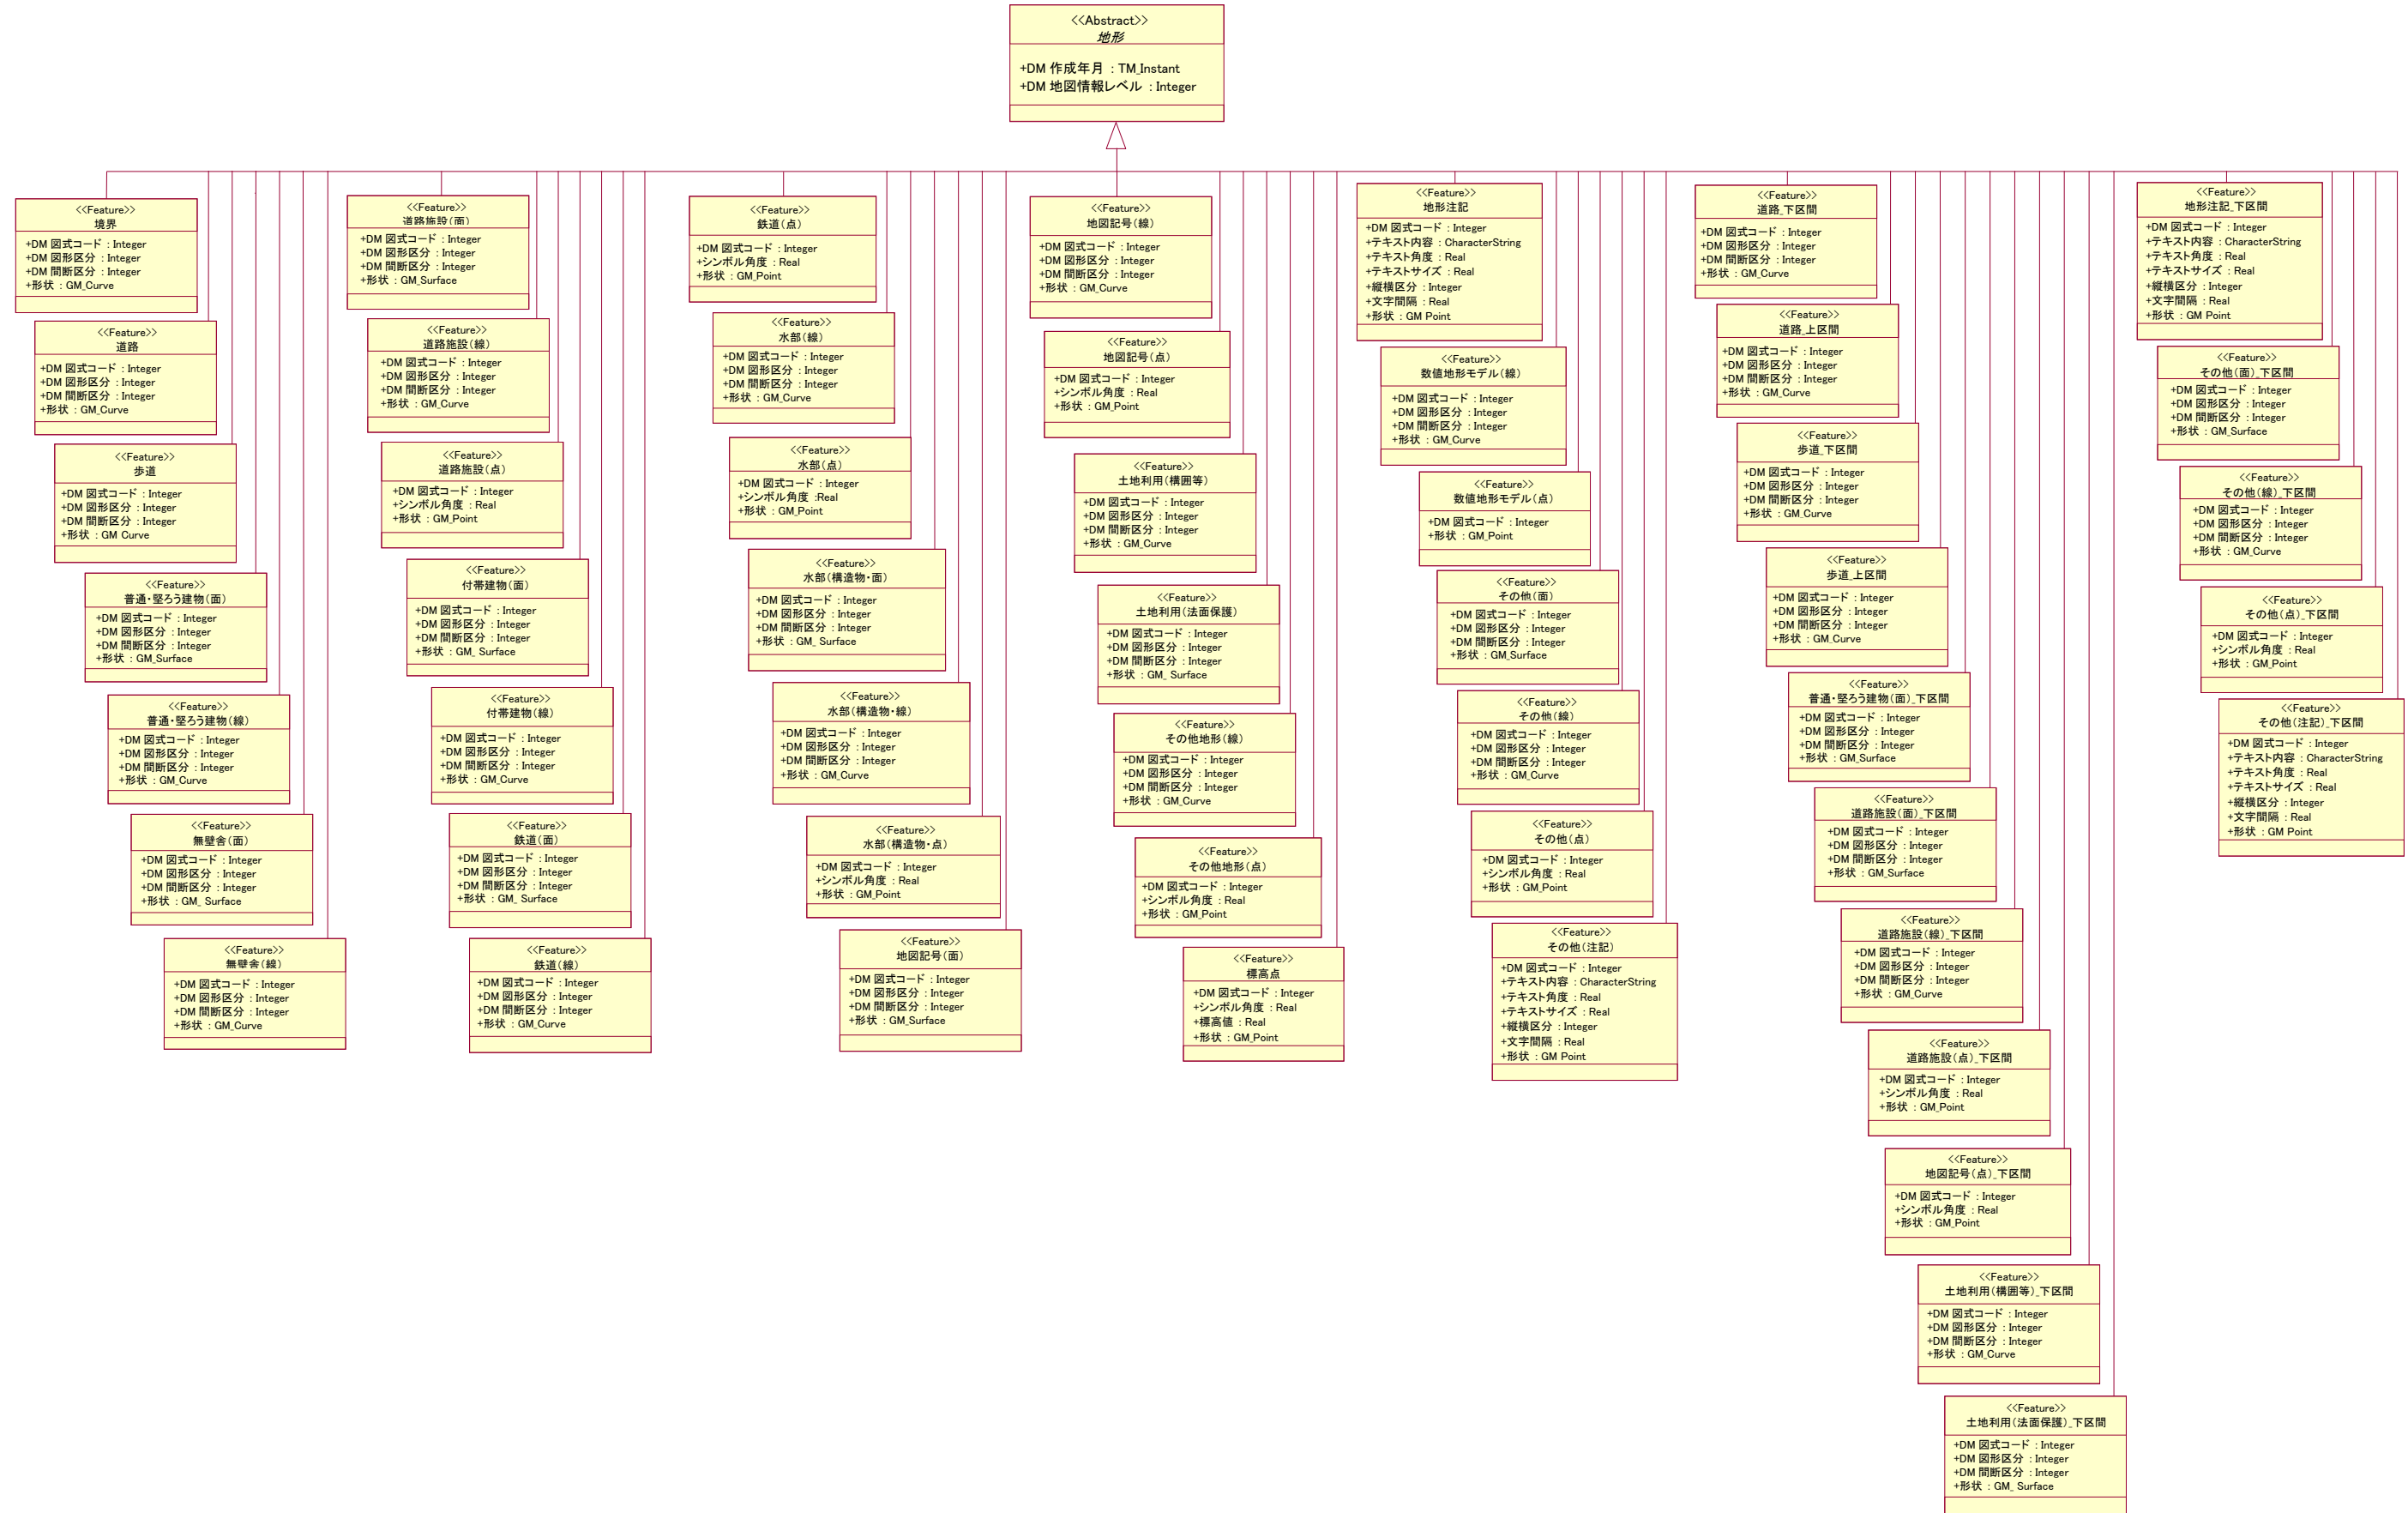 <<Abstract>>
地形
+DM 作成年月 : TM_Instant
+DM 地図情報レベル : Integer
<<Feature>>
境界
+DM 図式コード : Integer
+DM 図形区分 : Integer
+DM 間断区分 : Integer
+形状 : GM_Curve
<<Feature>>
道路
+DM 図式コード : Integer
+DM 図形区分 : Integer
+DM 間断区分 : Integer
+形状 : GM_Curve
<<Feature>>
歩道
+DM 図式コード : Integer
+DM 図形区分 : Integer
+DM 間断区分 : Integer
+形状 : GM Curve
<<Feature>>
普通・堅ろう建物(面)
+DM 図式コード : Integer
+DM 図形区分 : Integer
+DM 間断区分 : Integer
+形状 : GM_Surface
<<Feature>>
普通・堅ろう建物(線)
+DM 図式コード : Integer
+DM 図形区分 : Integer
+DM 間断区分 : Integer
+形状 : GM_Curve
<<Feature>>
無壁舎(面)
+DM 図式コード : Integer
+DM 図形区分 : Integer
+DM 間断区分 : Integer
+形状 : GM_ Surface
<<Feature>>
無壁舎(線)
+DM 図式コード : Integer
+DM 図形区分 : Integer
+DM 間断区分 : Integer
+形状 : GM_Curve
<<Feature>>
道路施設(面)
+DM 図式コード : Integer
+DM 図形区分 : Integer
+DM 間断区分 : Integer
+形状 : GM_Surface
<<Feature>>
道路施設(線)
+DM 図式コード : Integer
+DM 図形区分 : Integer
+DM 間断区分 : Integer
+形状 : GM_Curve
<<Feature>>
道路施設(点)
+DM 図式コード : Integer
+シンボル角度 : Real
+形状 : GM_Point
<<Feature>>
付帯建物(面)
+DM 図式コード : Integer
+DM 図形区分 : Integer
+DM 間断区分 : Integer
+形状 : GM_ Surface
<<Feature>>
付帯建物(線)
+DM 図式コード : Integer
+DM 図形区分 : Integer
+DM 間断区分 : Integer
+形状 : GM_Curve
<<Feature>>
鉄道(面)
+DM 図式コード : Integer
+DM 図形区分 : Integer
+DM 間断区分 : Integer
+形状 : GM_ Surface
<<Feature>>
鉄道(線)
+DM 図式コード : Integer
+DM 図形区分 : Integer
+DM 間断区分 : Integer
+形状 : GM_Curve
<<Feature>>
鉄道(点)
+DM 図式コード : Integer
+シンボル角度 : Real
+形状 : GM_Point
<<Feature>>
水部(線)
+DM 図式コード : Integer
+DM 図形区分 : Integer
+DM 間断区分 : Integer
+形状 : GM_Curve
<<Feature>>
水部(点)
+DM 図式コード : Integer
+シンボル角度 :Real
+形状 : GM_Point
<<Feature>>
水部(構造物・面)
+DM 図式コード : Integer
+DM 図形区分 : Integer
+DM 間断区分 : Integer
+形状 : GM_ Surface
<<Feature>>
水部(構造物・線)
+DM 図式コード : Integer
+DM 図形区分 : Integer
+DM 間断区分 : Integer
+形状 : GM_Curve
<<Feature>>
水部(構造物・点)
+DM 図式コード : Integer
+シンボル角度 : Real
+形状 : GM_Point
<<Feature>>
地図記号(面)
+DM 図式コード : Integer
+DM 図形区分 : Integer
+DM 間断区分 : Integer
+形状 : GM_Surface
<<Feature>>
地図記号(線)
+DM 図式コード : Integer
+DM 図形区分 : Integer
+DM 間断区分 : Integer
+形状 : GM_Curve
<<Feature>>
地図記号(点)
+DM 図式コード : Integer
+シンボル角度 : Real
+形状 : GM_Point
<<Feature>>
土地利用(構囲等)
+DM 図式コード : Integer
+DM 図形区分 : Integer
+DM 間断区分 : Integer
+形状 : GM_Curve
<<Feature>>
土地利用(法面保護)
+DM 図式コード : Integer
+DM 図形区分 : Integer
+DM 間断区分 : Integer
+形状 : GM_ Surface
<<Feature>>
その他地形(線)
+DM 図式コード : Integer
+DM 図形区分 : Integer
+DM 間断区分 : Integer
+形状 : GM_Curve
<<Feature>>
その他地形(点)
+DM 図式コード : Integer
+シンボル角度 : Real
+形状 : GM_Point
<<Feature>>
標高点
+DM 図式コード : Integer
+シンボル角度 : Real
+標高値 : Real
+形状 : GM_Point
<<Feature>>
地形注記
+DM 図式コード : Integer
+テキスト内容 : CharacterString
+テキスト角度 : Real
+テキストサイズ : Real
+縦横区分 : Integer
+文字間隔 : Real
+形状 : GM Point
<<Feature>>
数値地形モデル(線)
+DM 図式コード : Integer
+DM 図形区分 : Integer
+DM 間断区分 : Integer
+形状 : GM_Curve
<<Feature>>
数値地形モデル(点)
+DM 図式コード : Integer
+形状 : GM_Point
<<Feature>>
その他(面)
+DM 図式コード : Integer
+DM 図形区分 : Integer
+DM 間断区分 : Integer
+形状 : GM_Surface
<<Feature>>
その他(線)
+DM 図式コード : Integer
+DM 図形区分 : Integer
+DM 間断区分 : Integer
+形状 : GM_Curve
<<Feature>>
その他(点)
+DM 図式コード : Integer
+シンボル角度 : Real
+形状 : GM_Point
<<Feature>>
その他(注記)
+DM 図式コード : Integer
+テキスト内容 : CharacterString
+テキスト角度 : Real
+テキストサイズ : Real
+縦横区分 : Integer
+文字間隔 : Real
+形状 : GM Point
<<Feature>>
道路_下区間
+DM 図式コード : Integer
+DM 図形区分 : Integer
+DM 間断区分 : Integer
+形状 : GM_Curve
<<Feature>>
道路_上区間
+DM 図式コード : Integer
+DM 図形区分 : Integer
+DM 間断区分 : Integer
+形状 : GM_Curve
<<Feature>>
歩道_下区間
+DM 図式コード : Integer
+DM 図形区分 : Integer
+DM 間断区分 : Integer
+形状 : GM_Curve
<<Feature>>
歩道_上区間
+DM 図式コード : Integer
+DM 図形区分 : Integer
+DM 間断区分 : Integer
+形状 : GM_Curve
<<Feature>>
普通・堅ろう建物(面)_下区間
+DM 図式コード : Integer
+DM 図形区分 : Integer
+DM 間断区分 : Integer
+形状 : GM_Surface
<<Feature>>
道路施設(面)_下区間
+DM 図式コード : Integer
+DM 図形区分 : Integer
+DM 間断区分 : Integer
+形状 : GM_Surface
<<Feature>>
道路施設(線)_下区間
+DM 図式コード : Integer
+DM 図形区分 : Integer
+DM 間断区分 : Integer
+形状 : GM_Curve
<<Feature>>
道路施設(点)_下区間
+DM 図式コード : Integer
+シンボル角度 : Real
+形状 : GM_Point
<<Feature>>
地図記号(点)_下区間
+DM 図式コード : Integer
+シンボル角度 : Real
+形状 : GM_Point
<<Feature>>
土地利用(構囲等)_下区間
+DM 図式コード : Integer
+DM 図形区分 : Integer
+DM 間断区分 : Integer
+形状 : GM_Curve
<<Feature>>
土地利用(法面保護)_下区間
+DM 図式コード : Integer
+DM 図形区分 : Integer
+DM 間断区分 : Integer
+形状 : GM_ Surface
<<Feature>>
地形注記_下区間
+DM 図式コード : Integer
+テキスト内容 : CharacterString
+テキスト角度 : Real
+テキストサイズ : Real
+縦横区分 : Integer
+文字間隔 : Real
+形状 : GM Point
<<Feature>>
その他(面)_下区間
+DM 図式コード : Integer
+DM 図形区分 : Integer
+DM 間断区分 : Integer
+形状 : GM_Surface
<<Feature>>
その他(線)_下区間
+DM 図式コード : Integer
+DM 図形区分 : Integer
+DM 間断区分 : Integer
+形状 : GM_Curve
<<Feature>>
その他(点)_下区間
+DM 図式コード : Integer
+シンボル角度 : Real
+形状 : GM_Point
<<Feature>>
その他(注記)_下区間
+DM 図式コード : Integer
+テキスト内容 : CharacterString
+テキスト角度 : Real
+テキストサイズ : Real
+縦横区分 : Integer
+文字間隔 : Real
+形状 : GM Point